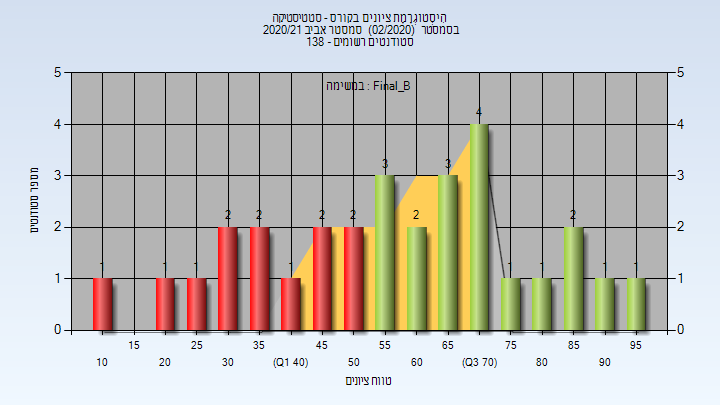 היסטוגרמת ציונים בקורס - סטטיסטיקה
בסמסטר (02/2020) סמסטר אביב 2020/21
סטודנטים רשומים - 138
במשימה : Final_B
מספר סטודנטים
5
4
3
2
1
0
5
4
3
2
1
0
1 1 1 2 2 1 2 2 3 2 3 4 1 1 2 1 1
15 25 35 45 55 65 75 85 95
10 20 30 (Q1 40) 50 60 (Q3 70) 80 90
טווח ציונים